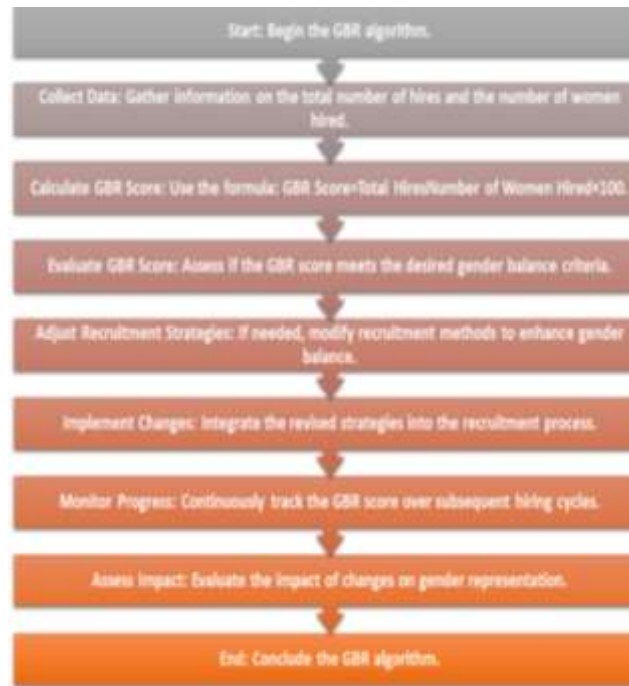 Start: Begin the GBR algorithm.
Collect Data: Gather information on the total number of hires and the number of women
hired.
Calculate GBR Score: Use the formula: GBR Score=Total HiresNumber of Women Hired×100.
Evaluate GBR Score: Assess if the GBR score meets the desired gender balance criteria.
Adjust Recruitment Strategies: If needed, modify recruitment methods to enhance gender
balance.
Implement Changes: Integrate the revised strategies into the recruitment process.
Monitor Progress: Continuously track the GBR score over subsequent hiring cycles.
Assess Impact: Evaluate the impact of changes on gender representation.
End: Conclude the GBR algorithm.